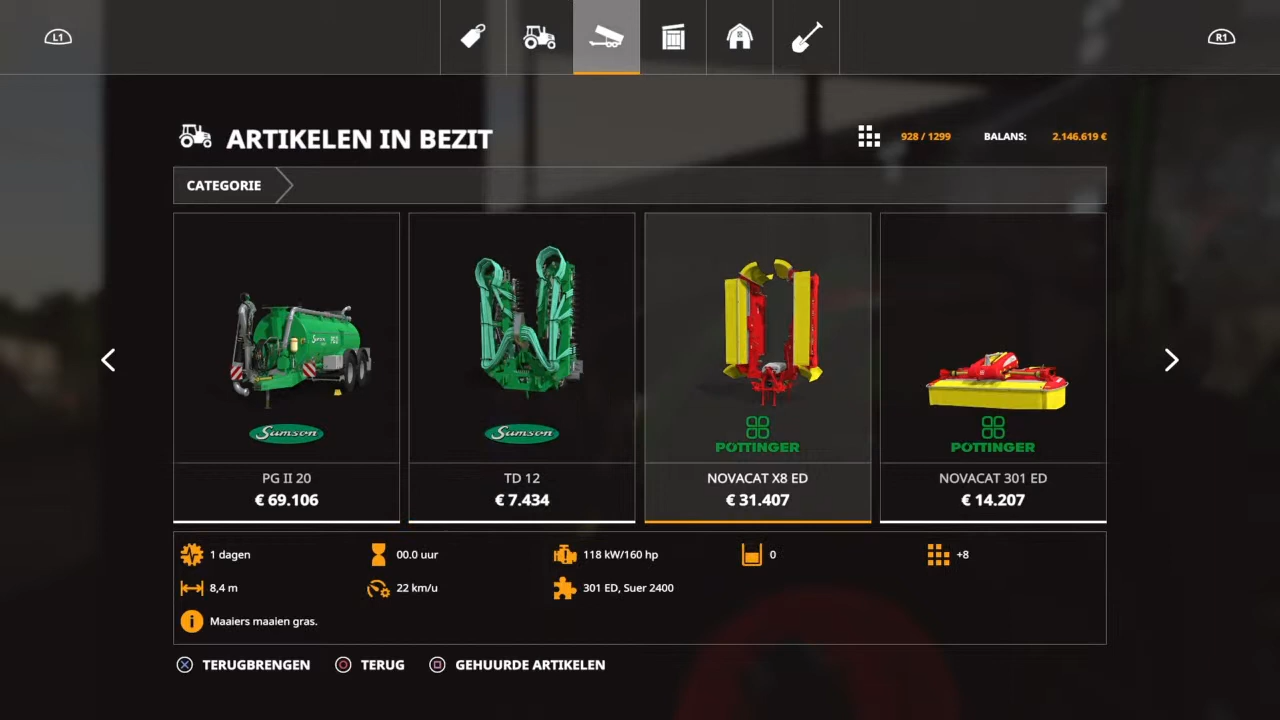 L1
R1
ARTIKELEN IN BEZIT
928 / 1299
BALANS:
2.146.619 €
CATEGORIE
Samson
Samson
PÖTTINGER
PÖTTINGER
PG II 20
€ 69.106
TD 12
€ 7.434
NOVACAT X8 ED
€ 31.407
NOVACAT 301 ED
€ 14.207
1 dagen
00.0 uur
118 kW/160 hp
0
+8
8,4 m
22 km/u
301 ED, Suer 2400
Maaiers maaien gras.
TERUGBRENGEN
TERUG
GEHUURDE ARTIKELEN